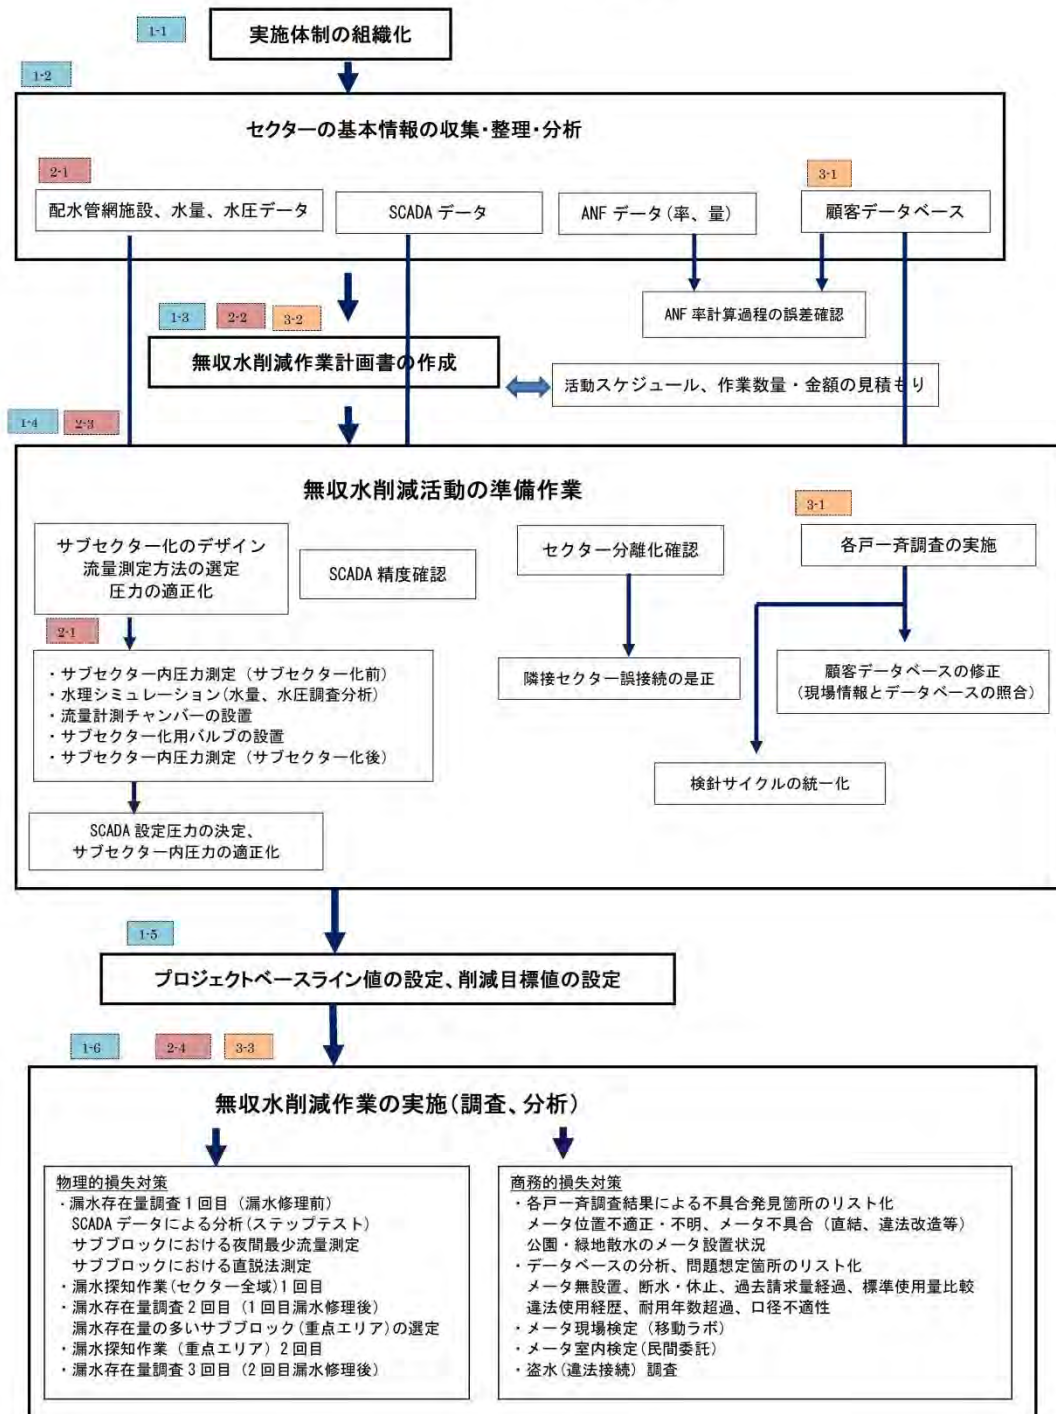 1-1
実施体制の組織化
1-2
セクターの基本情報の収集・整理・分析
2-1
3-1
配水管網施設、水量、水圧データ
SCADA データ
ANF データ(率、量)
顧客データベース
ANF 率計算過程の誤差確認
1-3
2-2
3-2
無収水削減作業計画書の作成
活動スケジュール、作業数量・金額の見積もり
1-4
2-3
無収水削減活動の準備作業
3-1
サブセクター化のデザイン
流量測定方法の選定
圧力の適正化
SCADA 精度確認
セクター分離化確認
各戸一斉調査の実施
2-1
・サブセクター内圧力測定（サブセクター化前）
・水理シミュレーション(水量、水圧調査分析)
・流量計測チャンバーの設置
・サブセクター化用バルブの設置
・サブセクター内圧力測定（サブセクター化後）
隣接セクター誤接続の是正
顧客データベースの修正
(現場情報とデータベースの照合)
検針サイクルの統一化
SCADA 設定圧力の決定、
サブセクター内圧力の適正化
1-5
プロジェクトベースライン値の設定、削減目標値の設定
1-6
2-4
3-3
無収水削減作業の実施(調査、分析)
物理的損失対策
・漏水存在量調査１回目（漏水修理前）
SCADA データによる分析(ステップテスト)
サブブロックにおける夜間最少流量測定
サブブロックにおける直説法測定
・漏水探知作業(セクター全域)１回目
・漏水存在量調査２回目（１回目漏水修理後）
漏水存在量の多いサブブロック(重点エリア)の選定
・漏水探知作業（重点エリア）２回目
・漏水存在量調査３回目（２回目漏水修理後）
商務的損失対策
・各戸一斉調査結果による不具合発見箇所のリスト化
メータ位置不適正・不明、メータ不具合（直結、違法改造等）
公園・緑地散水のメータ設置状況
・データベースの分析、問題想定箇所のリスト化
メータ無設置、断水・休止、過去請求量経過、標準使用量比較
違法使用経歴、耐用年数超過、口径不適性
・メータ現場検定（移動ラボ）
・メータ室内検定(民間委託)
・盗水(違法接続）調査